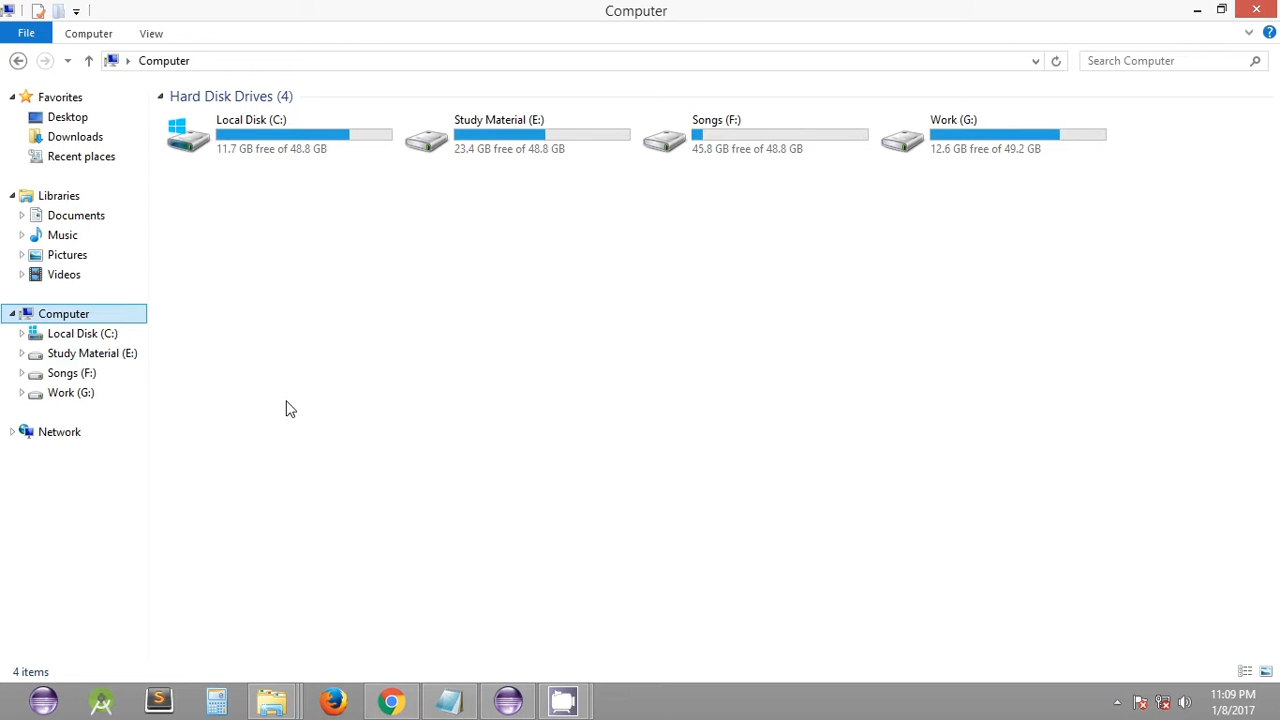 Computer
File
Computer
View
Computer
Search Computer
Favorites
Desktop
Downloads
Recent places
Libraries
Documents
Music
Pictures
Videos
Computer
Local Disk (C:)
Study Material (E:)
Songs (F:)
Work (G:)
Network
Hard Disk Drives (4)
Local Disk (C:)
11.7 GB free of 48.8 GB
Study Material (E:)
23.4 GB free of 48.8 GB
Songs (F:)
45.8 GB free of 48.8 GB
Work (G:)
12.6 GB free of 49.2 GB
4 items
11:09 PM
1/8/2017